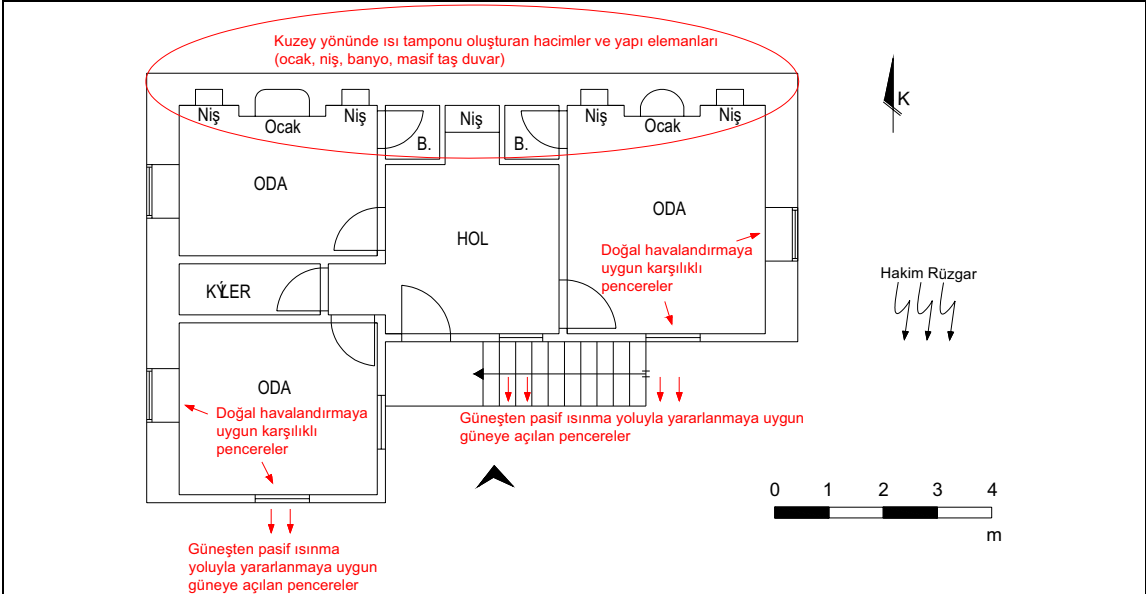 Kuzey yönünde ısı tamponu oluşturan hacimler ve yapı elemanları
(ocak, niş, banyo, masif taş duvar)
K
Niş
Ocak
Niş
B.
Niş
B.
Niş
Ocak
Niş
ODA
HOL
ODA
Doğal havalandırmaya
uygun karşılıklı
pencereler
Hakim Rüzgar
KÝLER
ODA
Doğal havalandırmaya
uygun karşılıklı
pencereler
Güneşten pasif ısınma yoluyla yararlanmaya uygun
güneye açılan pencereler
0 1 2 3 4
m
Güneşten pasif ısınma
yoluyla yararlanmaya uygun
güneye açılan pencereler